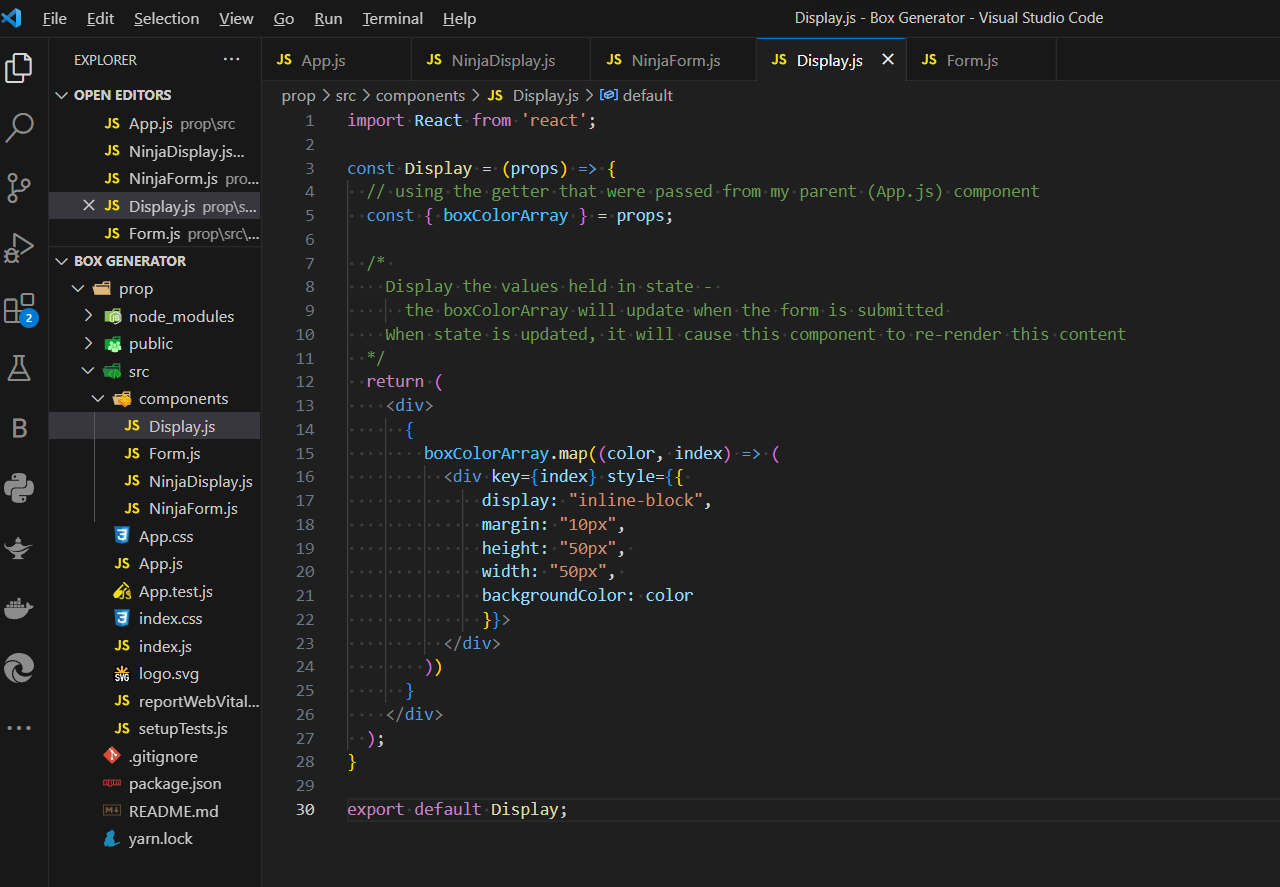 File Edit Selection View Go Run Terminal Help
Display.js - Box Generator - Visual Studio Code
EXPLORER ...
JS App.js
JS NinjaDisplay.js
JS NinjaForm.js
JS Display.js
JS Form.js
OPEN EDITORS
JS App.js prop\src
JS NinjaDisplay.js...
JS NinjaForm.js pro...
JS Display.js prop\s...
JS Form.js prop\src\...
BOX GENERATOR
prop
node_modules
public
src
components
JS Display.js
JS Form.js
JS NinjaDisplay.js
JS NinjaForm.js
App.css
JS App.js
App.test.js
index.css
JS index.js
SVG logo.svg
JS reportWebVital...
JS setupTests.js
.gitignore
npm package.json
README.md
yarn.lock
2
B
prop > src > components > JS Display.js > default
1 import React from 'react';
2
3 const Display = (props) => {
4 // using the getter that were passed from my parent (App.js) component
5 const { boxColorArray } = props;
6
7 /*
8 Display the values held in state -
9 the boxColorArray will update when the form is submitted
10 When state is updated, it will cause this component to re-render this content
11 */
12 return (
13 <div>
14 {
15 boxColorArray.map((color, index) => (
16 <div key={index} style={{
17 display: "inline-block",
18 margin: "10px",
19 height: "50px",
20 width: "50px",
21 backgroundColor: color
22 }}>
23 </div>
24 ))
25 }
26 </div>
27 );
28 }
29
30 export default Display;